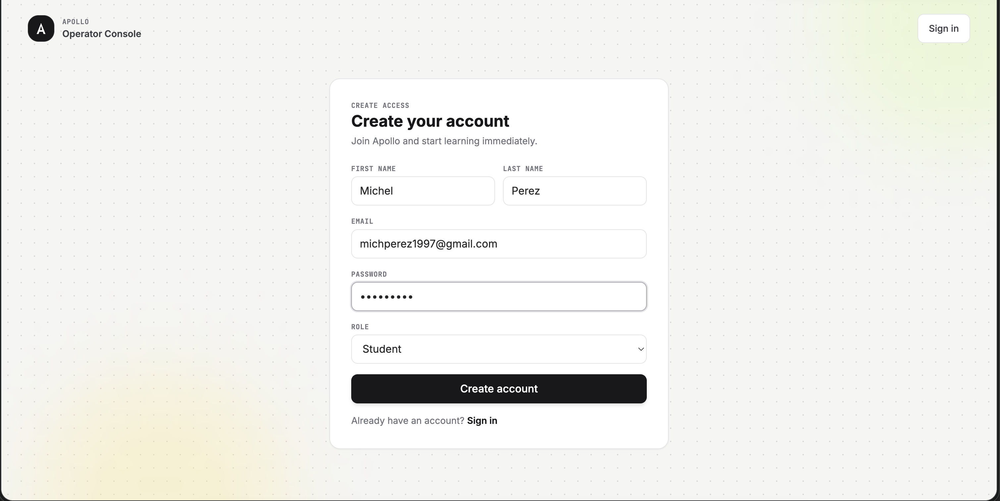 APOLLO
Operator Console
Sign in
CREATE ACCESS
Create your account
Join Apollo and start learning immediately.
FIRST NAME
LAST NAME
Michel
Perez
EMAIL
michperez1997@gmail.com
PASSWORD
•••••••••
ROLE
Student
Create account
Already have an account? Sign in